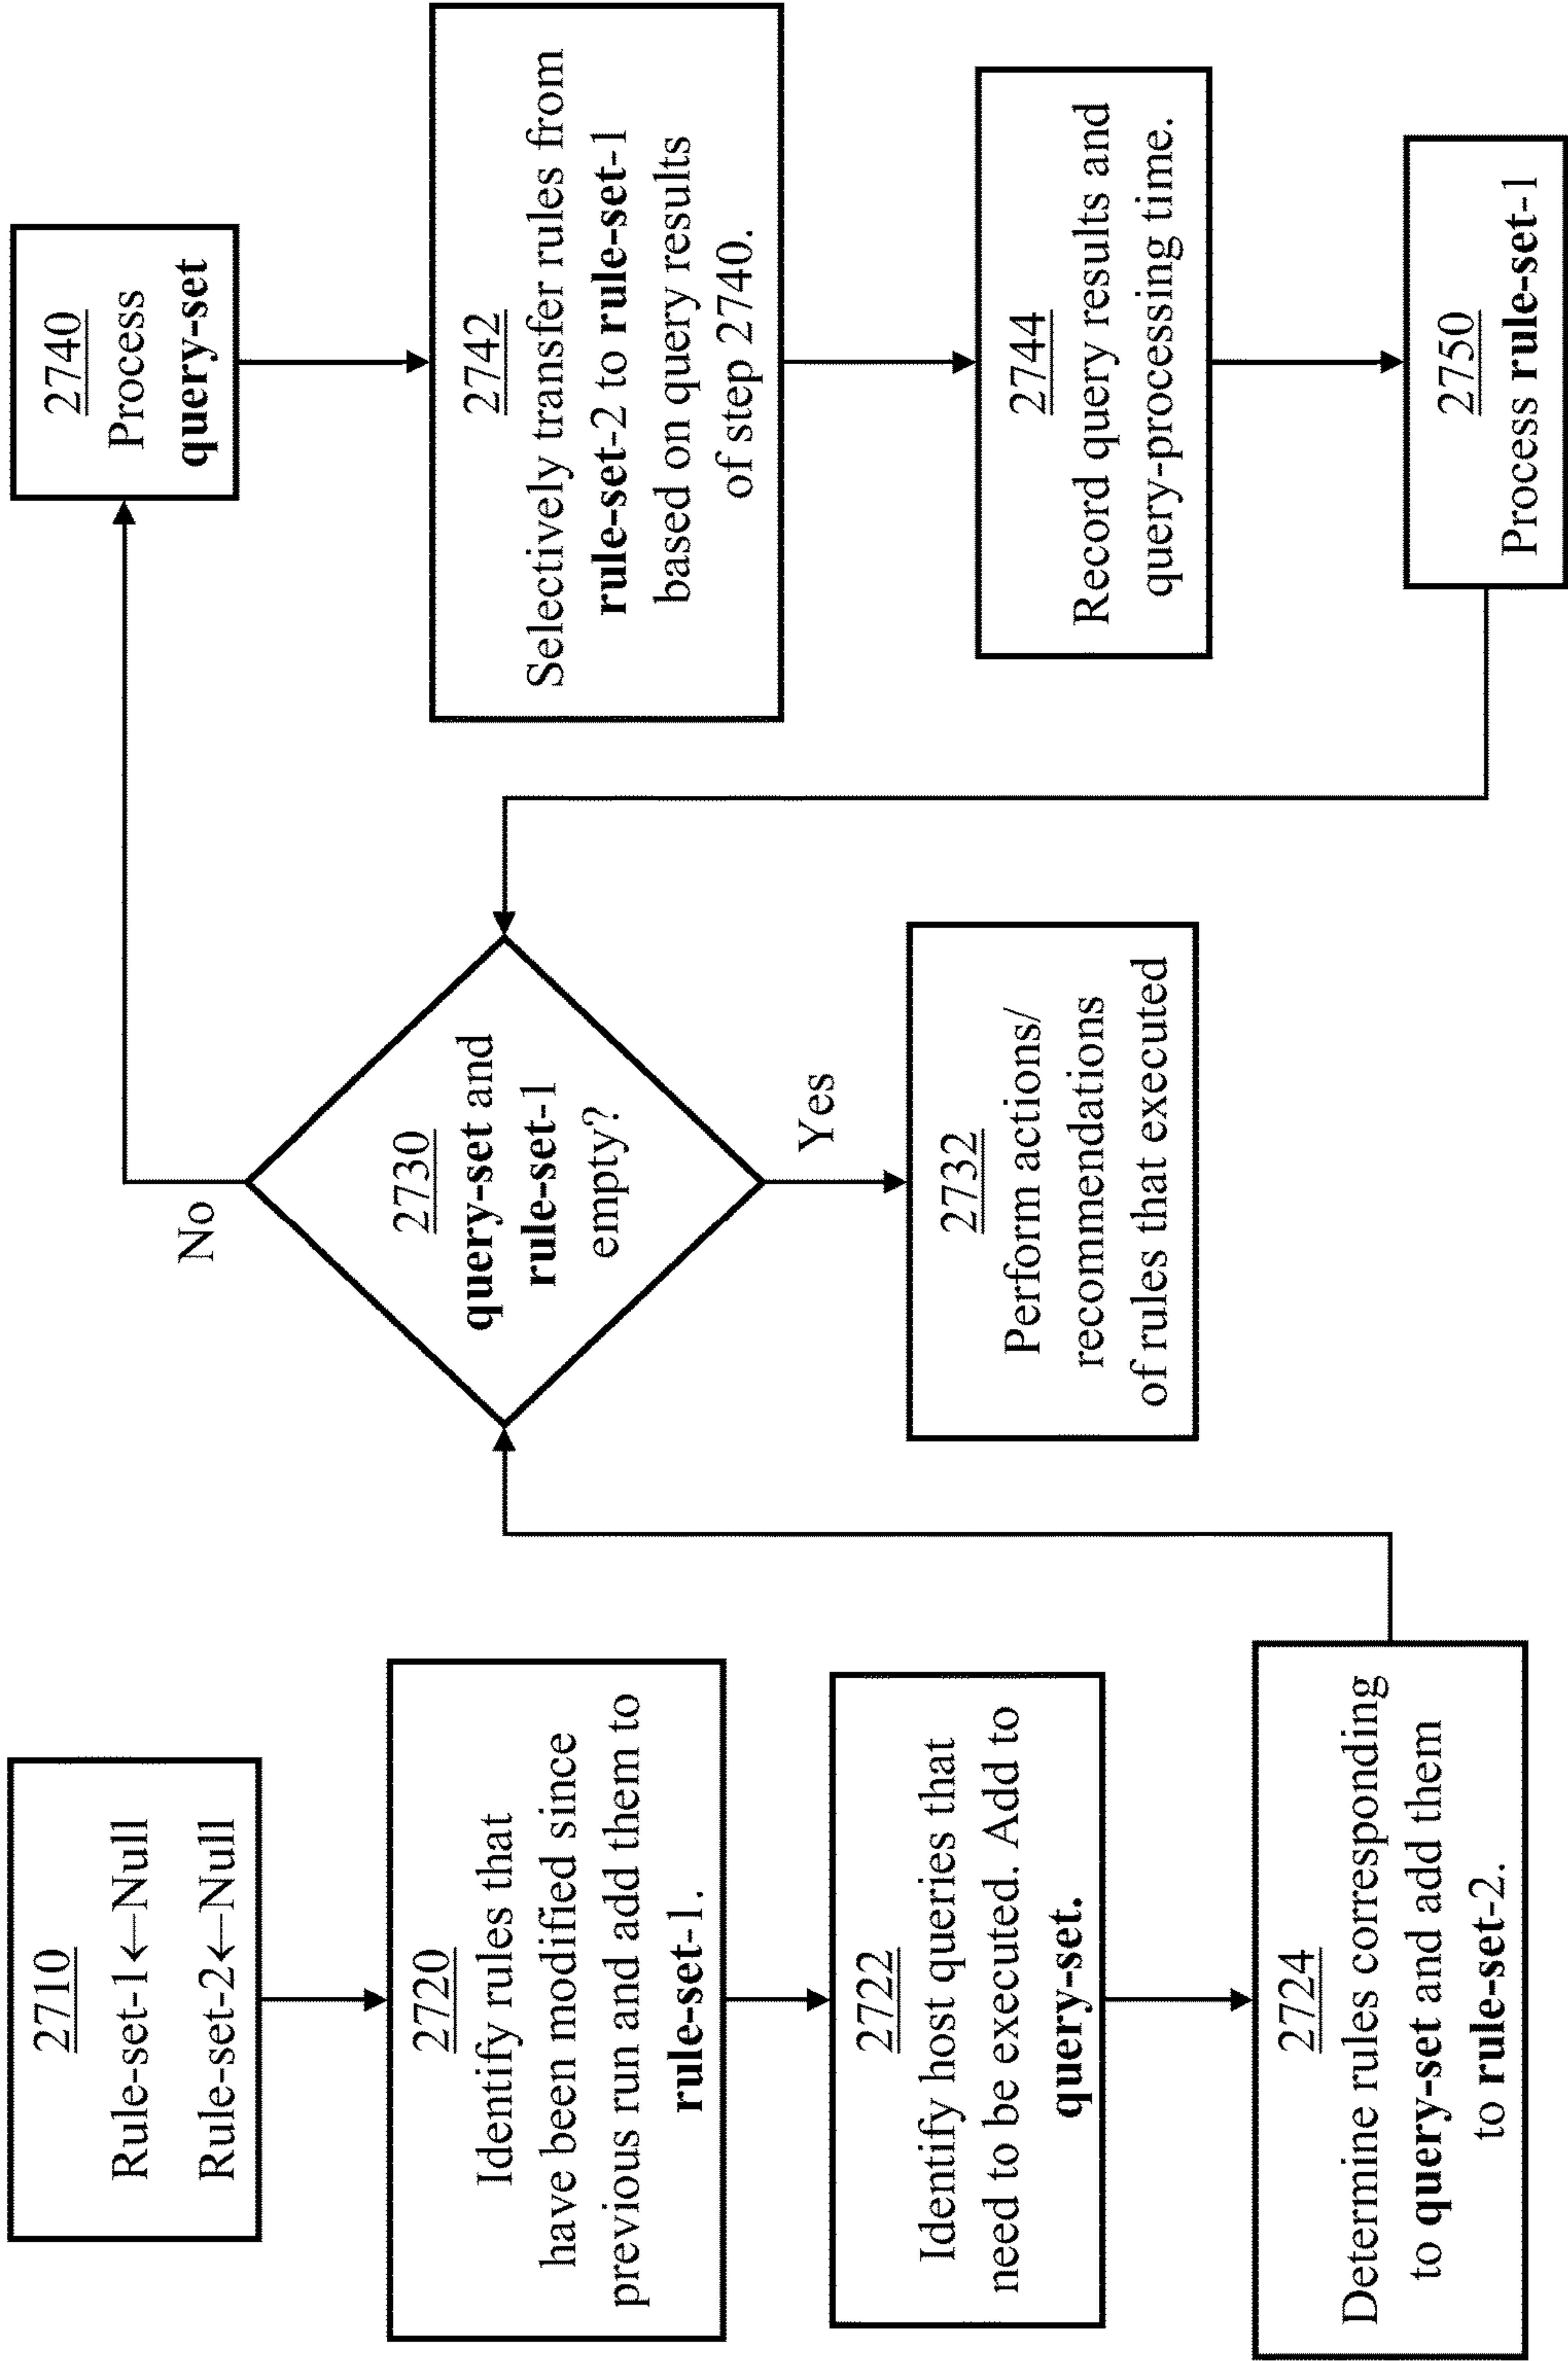 2710
Rule-set-1←Null
Rule-set-2←Null
2720
Identify rules that
have been modified since
previous run and add them to
rule-set-1.
2722
Identify host queries that
need to be executed. Add to
query-set.
2724
Determine rules corresponding
to query-set and add them
to rule-set-2.
2730
query-set and
rule-set-1
empty?
No
Yes
2732
Perform actions/
recommendations
of rules that executed
2740
Process
query-set
2742
Selectively transfer rules from
rule-set-2 to rule-set-1
based on query results
of step 2740.
2744
Record query results and
query-processing time.
2750
Process rule-set-1